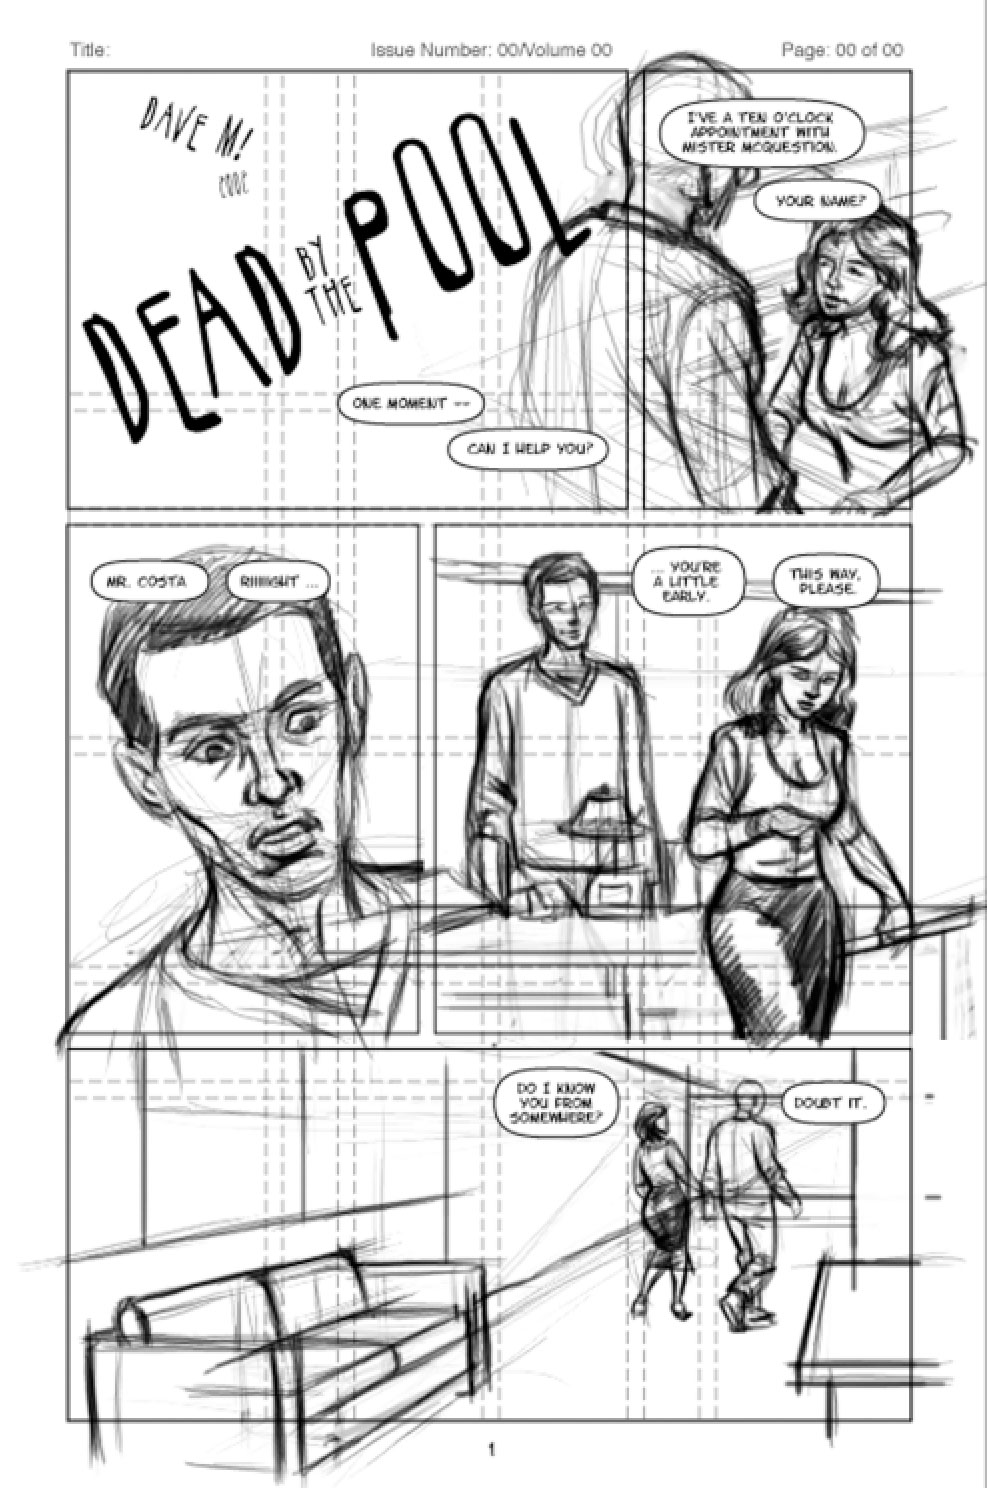 Title:
Issue Number: 00/Volume 00
Page: 00 of 00
DAVE M!
DEAD
BY
THE
POOL
ONE MOMENT --
CAN I HELP YOU?
I'VE A TEN O'CLOCK
APPOINTMENT WITH
MISTER MCQUESTION.
YOUR NAME?
MR. COSTA
RIIIIIGHT ...
... YOU'RE
A LITTLE
EARLY.
THIS WAY,
PLEASE.
DO I KNOW
YOU FROM
SOMEWHERE?
DOUBT IT.
1